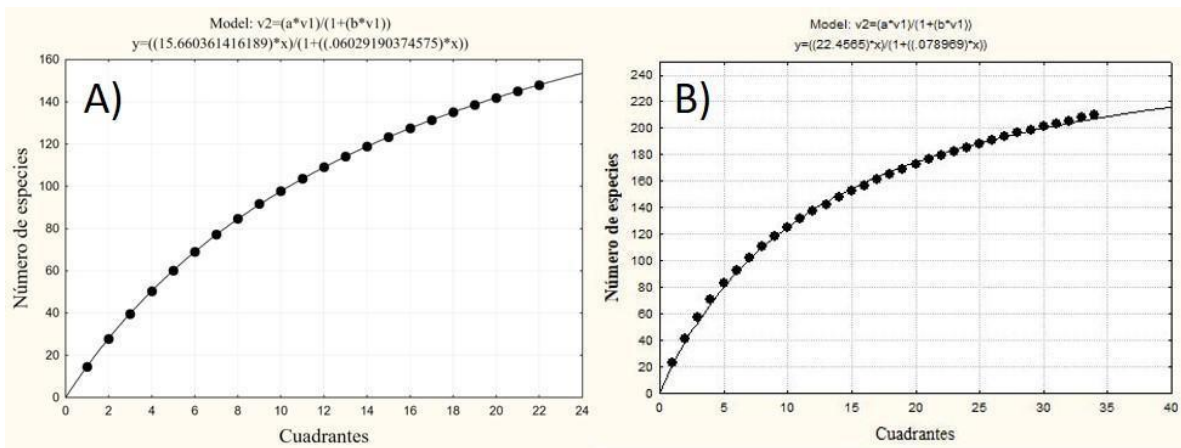 Model: v2=(a*v1)/(1+(b*v1))
y=((15.660361416189)*x)/(1+((.06029190374575)*x))
A)
Número de especies
160
140
120
100
80
60
40
20
0
0 2 4 6 8 10 12 14 16 18 20 22 24
Cuadrantes
Model: v2=(a*v1)/(1+(b*v1))
y=((22.4565)*x)/(1+((.078969)*x))
B)
Número de especies
240
220
200
180
160
140
120
100
80
60
40
20
0
0 5 10 15 20 25 30 35 40
Cuadrantes